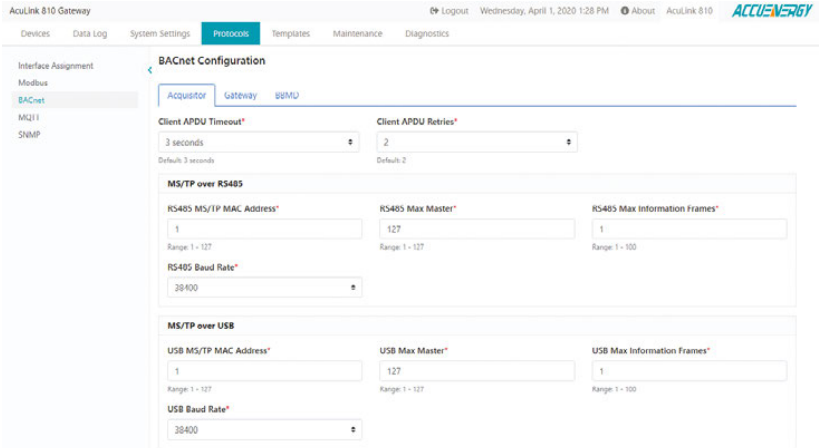 AcuLink 810 Gateway Logout Wednesday, April 1, 2020 1:28 PM About AcuLink 810 ACCUENERGY
Devices Data Log System Settings Protocols Templates Maintenance Diagnostics
Interface Assignment
Modbus
BACnet
MQTT
SNMP
BACnet Configuration
Acquisitor Gateway BBMD
Client APDU Timeout* Client APDU Retries*
3 seconds 2
Default: 3 seconds Default: 2
MS/TP over RS485
RS485 MS/TP MAC Address* RS485 Max Master* RS485 Max Information Frames*
1 127 1
Range: 1 - 127 Range: 1 - 127 Range: 1 - 100
RS485 Baud Rate*
38400
MS/TP over USB
USB MS/TP MAC Address* USB Max Master* USB Max Information Frames*
1 127 1
Range: 1 - 127 Range: 1 - 127 Range: 1 - 100
USB Baud Rate*
38400